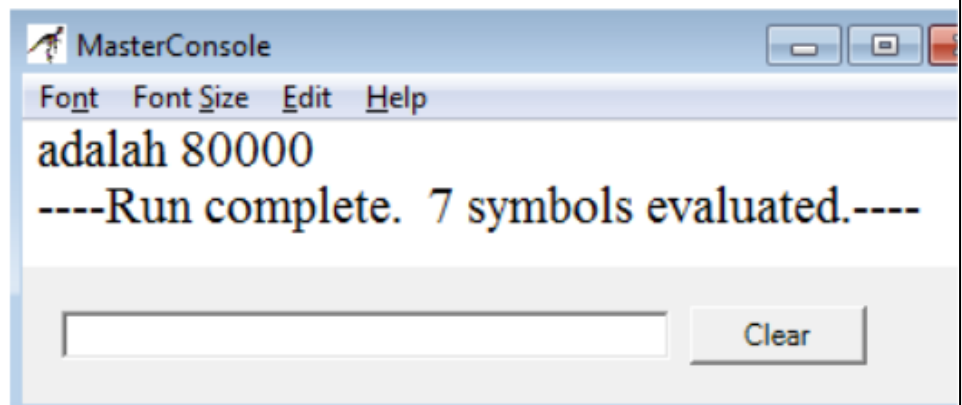 MasterConsole
Font Font Size Edit Help
adalah 80000
----Run complete.  7 symbols evaluated.----
Clear